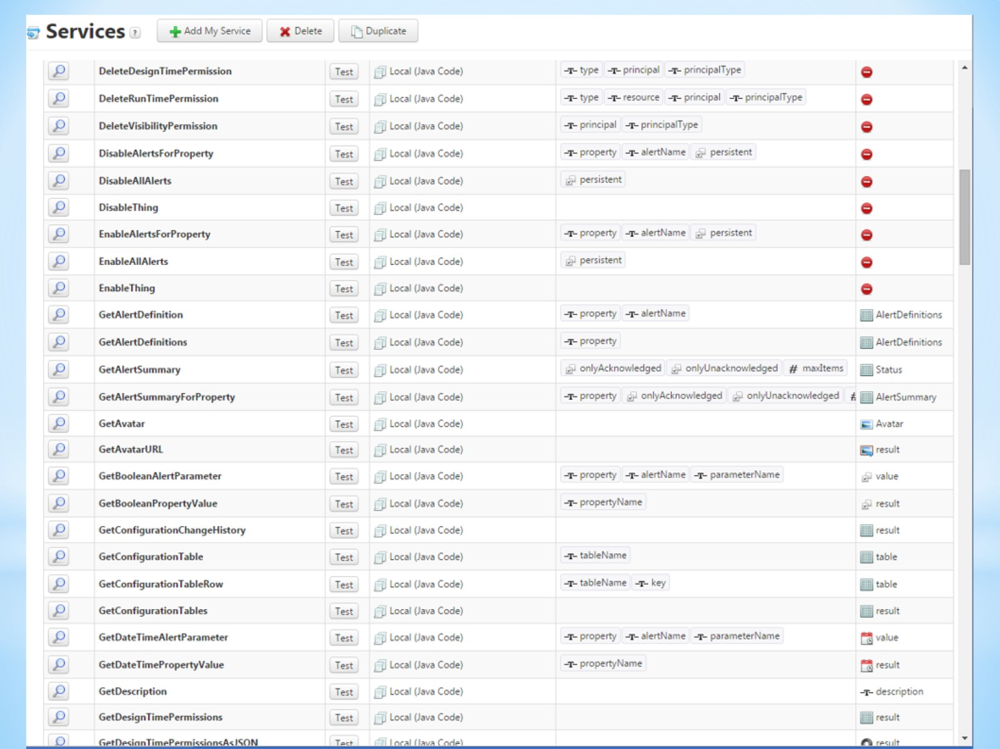 Services ? Add My Service Delete Duplicate
DeleteDesignTimePermission Test Local (Java Code) type principal principalType
DeleteRunTimePermission Test Local (Java Code) type resource principal principalType
DeleteVisibilityPermission Test Local (Java Code) principal principalType
DisableAlertsForProperty Test Local (Java Code) property alertName persistent
DisableAllAlerts Test Local (Java Code) persistent
DisableThing Test Local (Java Code)
EnableAlertsForProperty Test Local (Java Code) property alertName persistent
EnableAllAlerts Test Local (Java Code) persistent
EnableThing Test Local (Java Code)
GetAlertDefinition Test Local (Java Code) property alertName AlertDefinitions
GetAlertDefinitions Test Local (Java Code) property AlertDefinitions
GetAlertSummary Test Local (Java Code) onlyAcknowledged onlyUnacknowledged # maxItems Status
GetAlertSummaryForProperty Test Local (Java Code) property onlyAcknowledged onlyUnacknowledged # AlertSummary
GetAvatar Test Local (Java Code) Avatar
GetAvatarURL Test Local (Java Code) result
GetBooleanAlertParameter Test Local (Java Code) property alertName parameterName value
GetBooleanPropertyValue Test Local (Java Code) propertyName result
GetConfigurationChangeHistory Test Local (Java Code) result
GetConfigurationTable Test Local (Java Code) tableName table
GetConfigurationTableRow Test Local (Java Code) tableName key table
GetConfigurationTables Test Local (Java Code) result
GetDateTimeAlertParameter Test Local (Java Code) property alertName parameterName value
GetDateTimePropertyValue Test Local (Java Code) propertyName result
GetDescription Test Local (Java Code) description
GetDesignTimePermissions Test Local (Java Code) result
GetDesignTimePermissionsAsJSON Test Local (Java Code) result